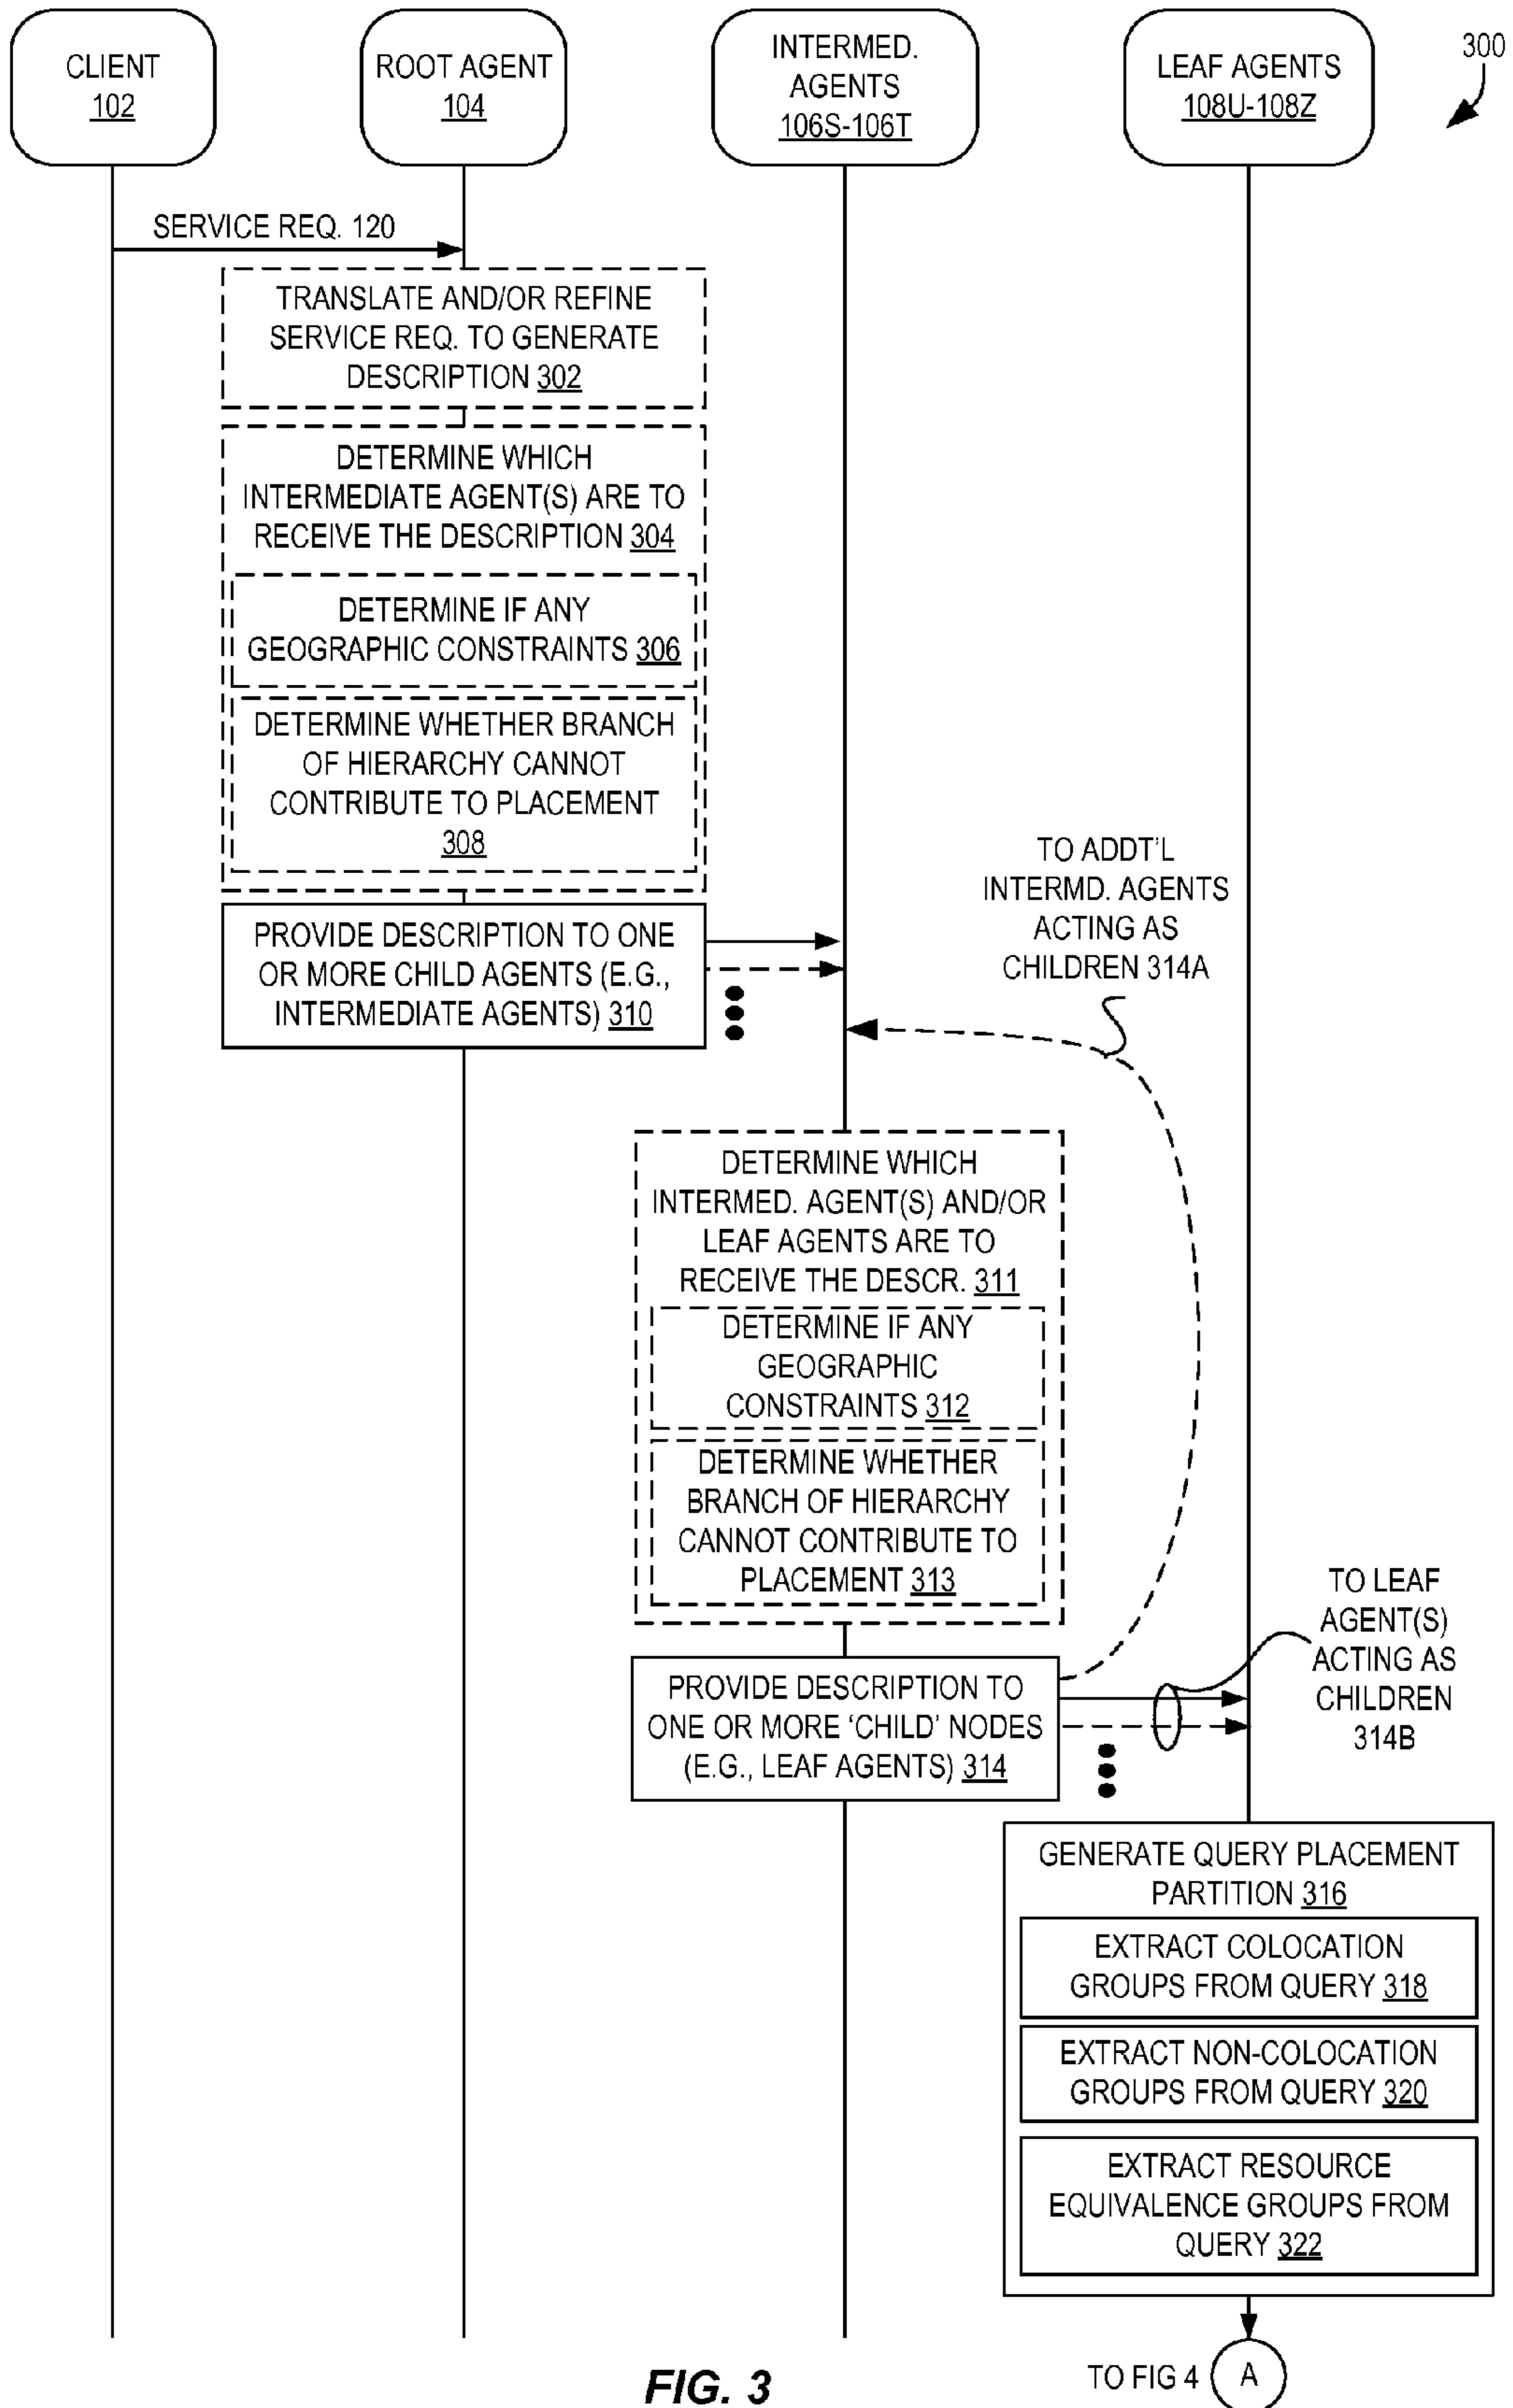 CLIENT
102
ROOT AGENT
104
INTERMED.
AGENTS
106S-106T
LEAF AGENTS
108U-108Z
300
SERVICE REQ. 120
TRANSLATE AND/OR REFINE
SERVICE REQ. TO GENERATE
DESCRIPTION 302
DETERMINE WHICH
INTERMEDIATE AGENT(S) ARE TO
RECEIVE THE DESCRIPTION 304
DETERMINE IF ANY
GEOGRAPHIC CONSTRAINTS 306
DETERMINE WHETHER BRANCH
OF HIERARCHY CANNOT
CONTRIBUTE TO PLACEMENT
308
PROVIDE DESCRIPTION TO ONE
OR MORE CHILD AGENTS (E.G.,
INTERMEDIATE AGENTS) 310
TO ADDT'L
INTERMD. AGENTS
ACTING AS
CHILDREN 314A
DETERMINE WHICH
INTERMED. AGENT(S) AND/OR
LEAF AGENTS ARE TO
RECEIVE THE DESCR. 311
DETERMINE IF ANY
GEOGRAPHIC
CONSTRAINTS 312
DETERMINE WHETHER
BRANCH OF HIERARCHY
CANNOT CONTRIBUTE TO
PLACEMENT 313
TO LEAF
AGENT(S)
ACTING AS
CHILDREN
314B
PROVIDE DESCRIPTION TO
ONE OR MORE 'CHILD' NODES
(E.G., LEAF AGENTS) 314
GENERATE QUERY PLACEMENT
PARTITION 316
EXTRACT COLOCATION
GROUPS FROM QUERY 318
EXTRACT NON-COLOCATION
GROUPS FROM QUERY 320
EXTRACT RESOURCE
EQUIVALENCE GROUPS FROM
QUERY 322
TO FIG 4
A
FIG. 3